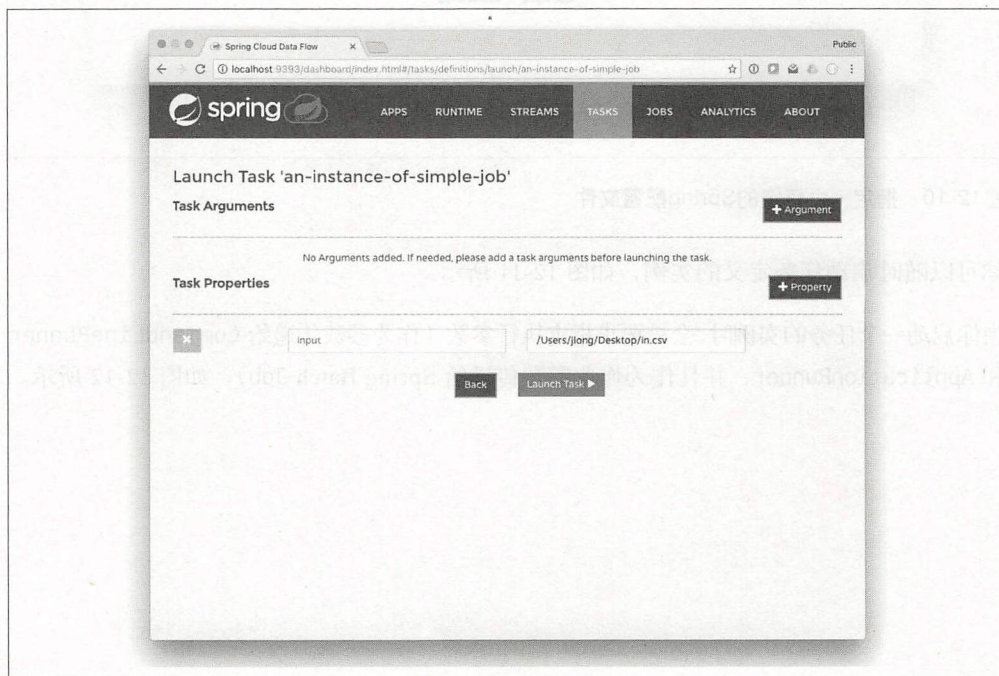 Spring Cloud Data Flow
Public
localhost:9393/dashboard/index.html#/tasks/definitions/launch/an-instance-of-simple-job
spring
APPS RUNTIME STREAMS TASKS JOBS ANALYTICS ABOUT
Launch Task 'an-instance-of-simple-job'
Task Arguments
+ Argument
No Arguments added. If needed, please add a task arguments before launching the task.
Task Properties
+ Property
input
/Users/jlong/Desktop/in.csv
Back
Launch Task